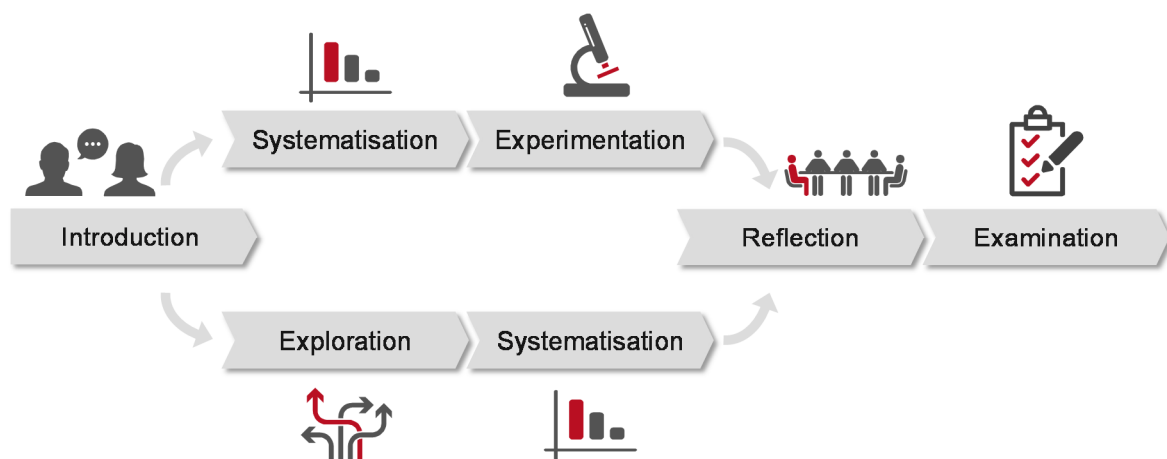 Systematisation
Experimentation
Introduction
Reflection
Examination
Exploration
Systematisation